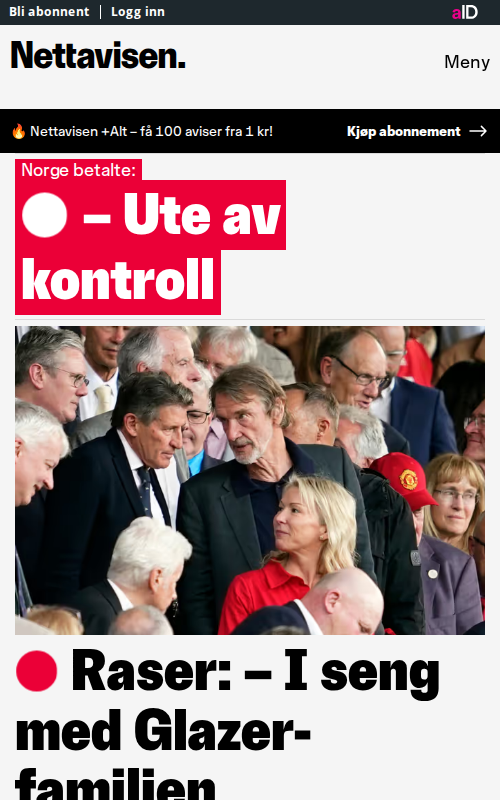 Bli abonnent | Logg inn
aID
Nettavisen.
Meny
🔥 Nettavisen +Alt – få 100 aviser fra 1 kr!
Kjøp abonnement →
Norge betalte:
– Ute av
kontroll
Raser: – I seng
med Glazer-
familien